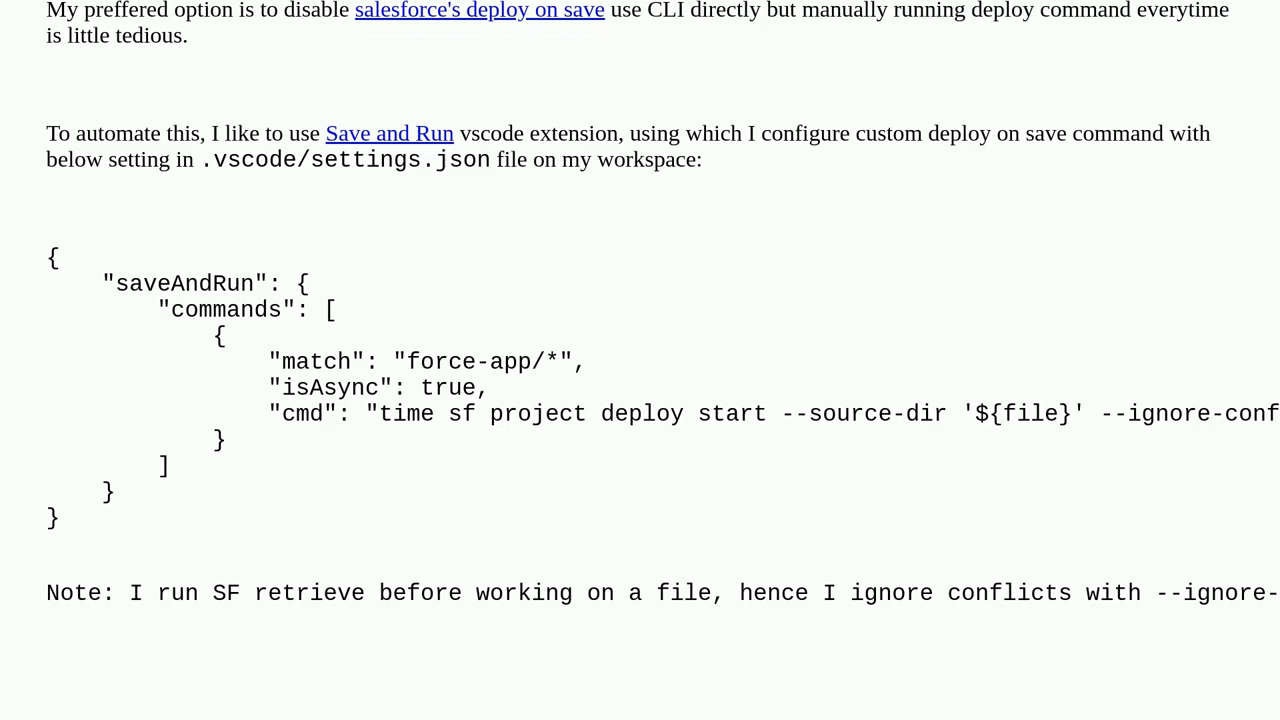 My preffered option is to disable salesforce's deploy on save use CLI directly but manually running deploy command everytime
is little tedious.
To automate this, I like to use Save and Run vscode extension, using which I configure custom deploy on save command with
below setting in .vscode/settings.json file on my workspace:
{
    "saveAndRun": {
        "commands": [
            {
                "match": "force-app/*",
                "isAsync": true,
                "cmd": "time sf project deploy start --source-dir '${file}' --ignore-conf
            }
        ]
    }
}
Note: I run SF retrieve before working on a file, hence I ignore conflicts with --ignore-